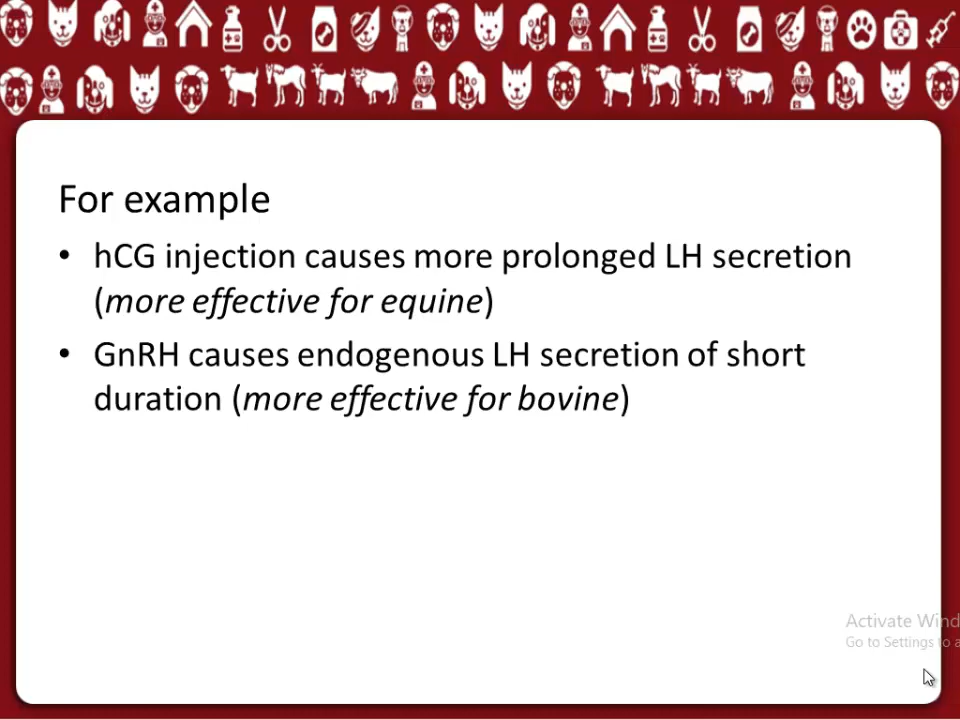 For example
• hCG injection causes more prolonged LH secretion
(more effective for equine)
• GnRH causes endogenous LH secretion of short
duration (more effective for bovine)
Activate Wind
Go to Settings to a